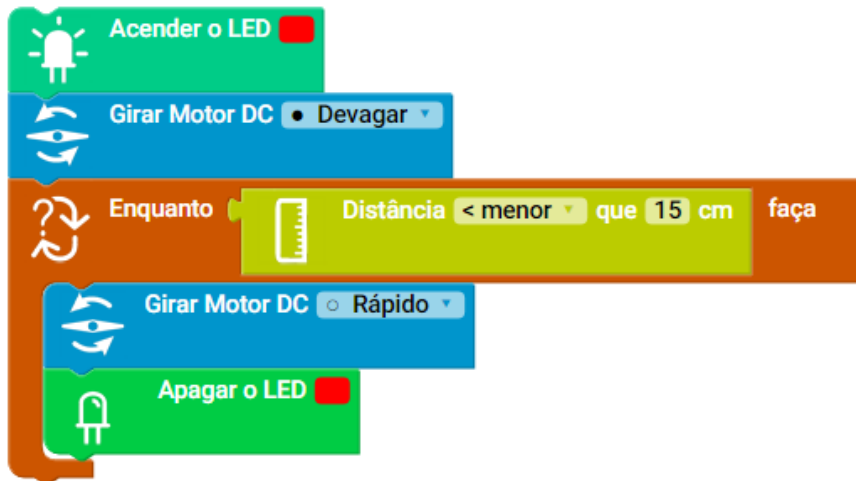 Acender o LED
Girar Motor DC ● Devagar
Enquanto Distância < menor que 15 cm faça
Girar Motor DC ○ Rápido
Apagar o LED